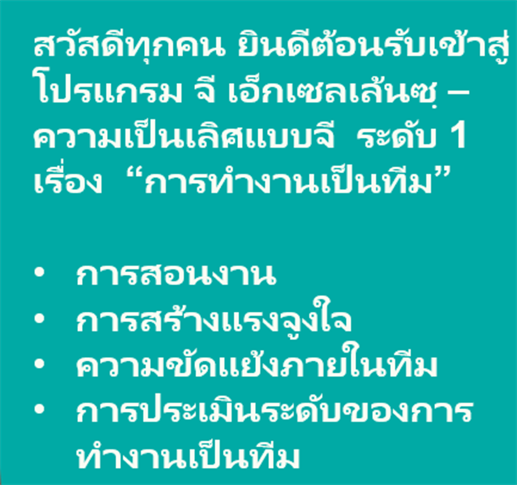 สวัสดีทุกคน ยินดีต้อนรับเข้าสู่
โปรแกรม จี เอ็กเซลเล้นซฺ –
ความเป็นเลิศแบบจี  ระดับ 1
เรื่อง  “การทำงานเป็นทีม”
• การสอนงาน
• การสร้างแรงจูงใจ
• ความขัดแย้งภายในทีม
• การประเมินระดับของการ
ทำงานเป็นทีม